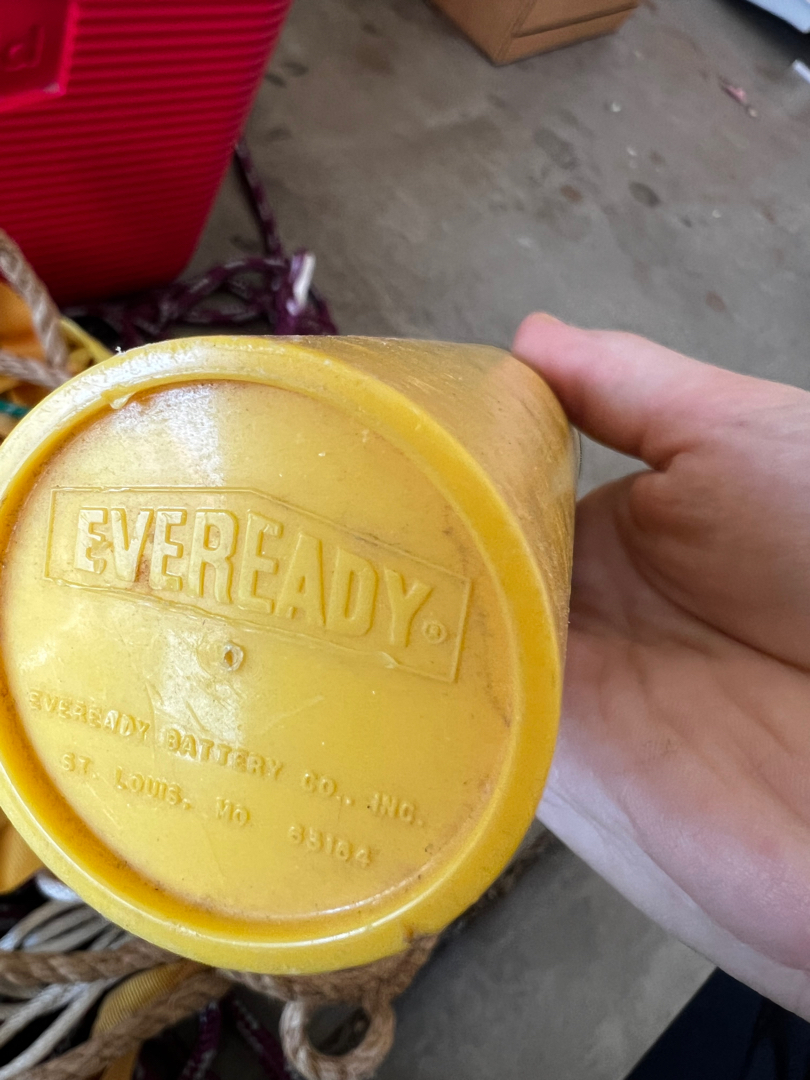 EVEREADY®
EVEREADY BATTERY CO., INC.
ST. LOUIS, MO 63164